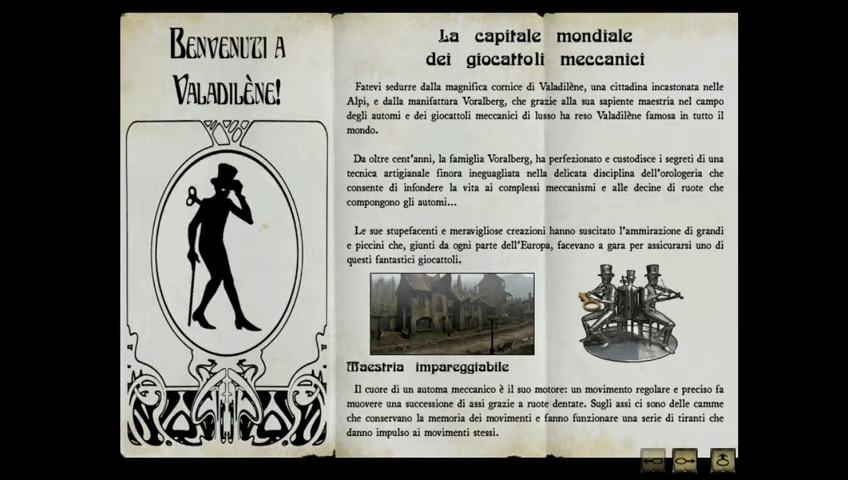 BENVENUTI A
VALADILÈNE!
La capitale mondiale
dei giocattoli meccanici
Fatevi sedurre dalla magnifica cornice di Valadilène, una cittadina incastonata nelle
Alpi, e dalla manifattura Voralberg, che grazie alla sua sapiente maestria nel campo
degli automi e dei giocattoli meccanici di lusso ha reso Valadilène famosa in tutto il
mondo.
Da oltre cent'anni, la famiglia Voralberg, ha perfezionato e custodisce i segreti di una
tecnica artigianale finora ineguagliata nella delicata disciplina dell'orologeria che
consente di infondere la vita ai complessi meccanismi e alle decine di ruote che
compongono gli automi...
Le sue stupefacenti e meravigliose creazioni hanno suscitato l'ammirazione di grandi
e piccini che, giunti da ogni parte dell'Europa, facevano a gara per assicurarsi uno di
questi fantastici giocattoli.
Maestria impareggiabile
Il cuore di un automa meccanico è il suo motore: un movimento regolare e preciso fa
muovere una successione di assi grazie a ruote dentate. Sugli assi ci sono delle camme
che conservano la memoria dei movimenti e fanno funzionare una serie di tiranti che
danno impulso ai movimenti stessi.